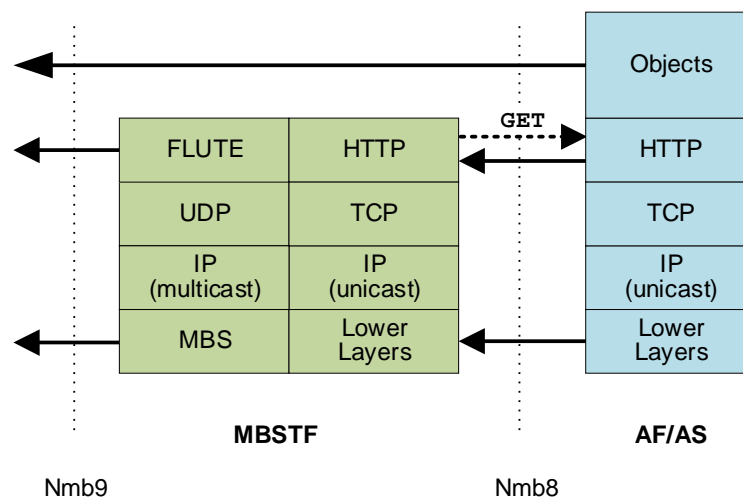 Objects
GET
FLUTE
HTTP
HTTP
UDP
TCP
TCP
IP
(multicast)
IP
(unicast)
IP
(unicast)
MBS
Lower
Layers
Lower
Layers
MBSTF
AF/AS
Nmb9
Nmb8